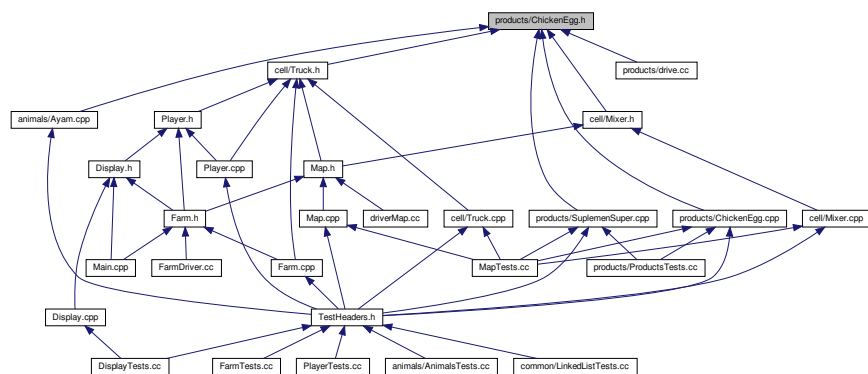 products/ChickenEgg.h
cell/Truck.h
products/drive.cc
animals/Ayam.cpp
Player.h
cell/Mixer.h
Display.h
Player.cpp
Map.h
Farm.h
Map.cpp
driverMap.cc
cell/Truck.cpp
products/SuplemenSuper.cpp
products/ChickenEgg.cpp
cell/Mixer.cpp
Main.cpp
FarmDriver.cc
Farm.cpp
MapTests.cc
products/ProductsTests.cc
Display.cpp
TestHeaders.h
DisplayTests.cc
FarmTests.cc
PlayerTests.cc
animals/AnimalsTests.cc
common/LinkedListTests.cc